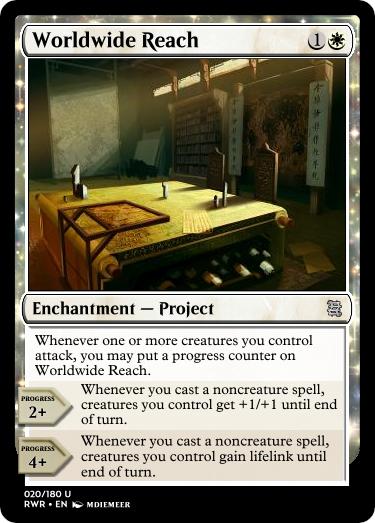 Worldwide Reach 1
Enchantment — Project
Whenever one or more creatures you control
attack, you may put a progress counter on
Worldwide Reach.
PROGRESS
2+
Whenever you cast a noncreature spell,
creatures you control get +1/+1 until end
of turn.
PROGRESS
4+
Whenever you cast a noncreature spell,
creatures you control gain lifelink until
end of turn.
020/180 U
RWR • EN MDIEMEER